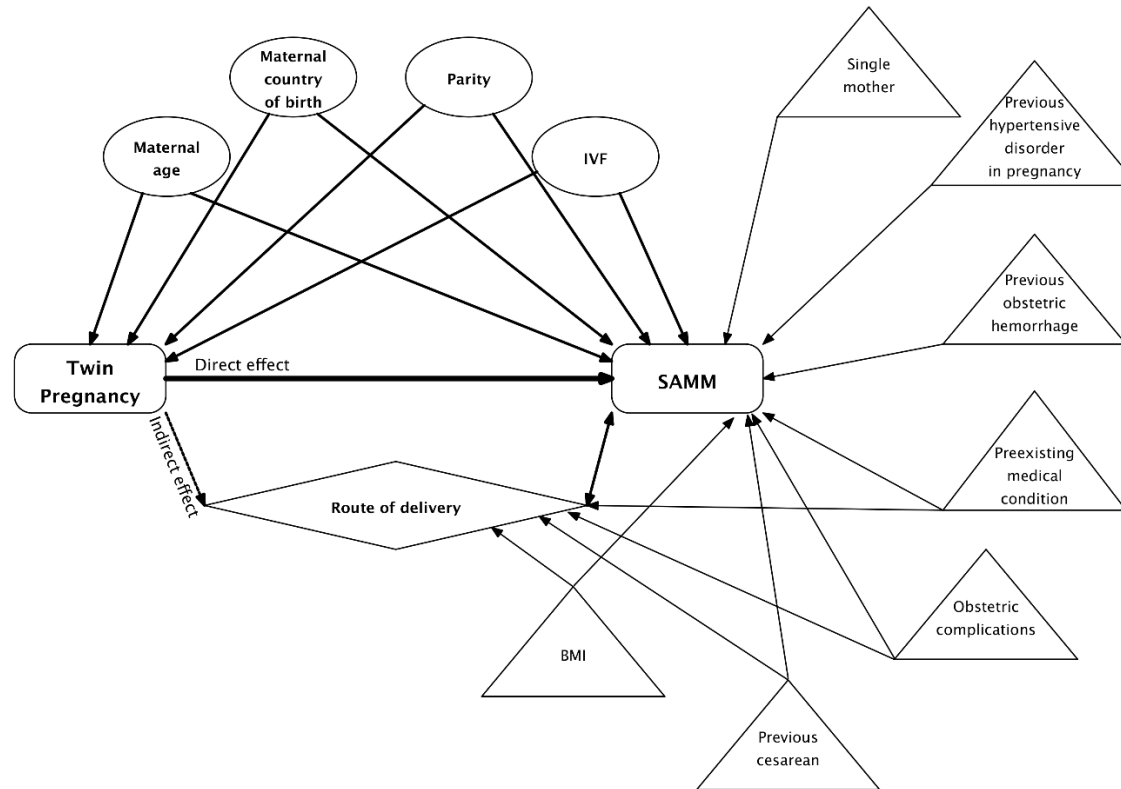 Single
mother
Maternal
country
of birth
Parity
Previous
hypertensive
disorder
in pregnancy
Maternal
age
IVF
Previous
obstetric
hemorrhage
Twin
Pregnancy
Direct effect
SAMM
Indirect effect
Preexisting
medical
condition
Route of delivery
Obstetric
complications
BMI
Previous
cesarean